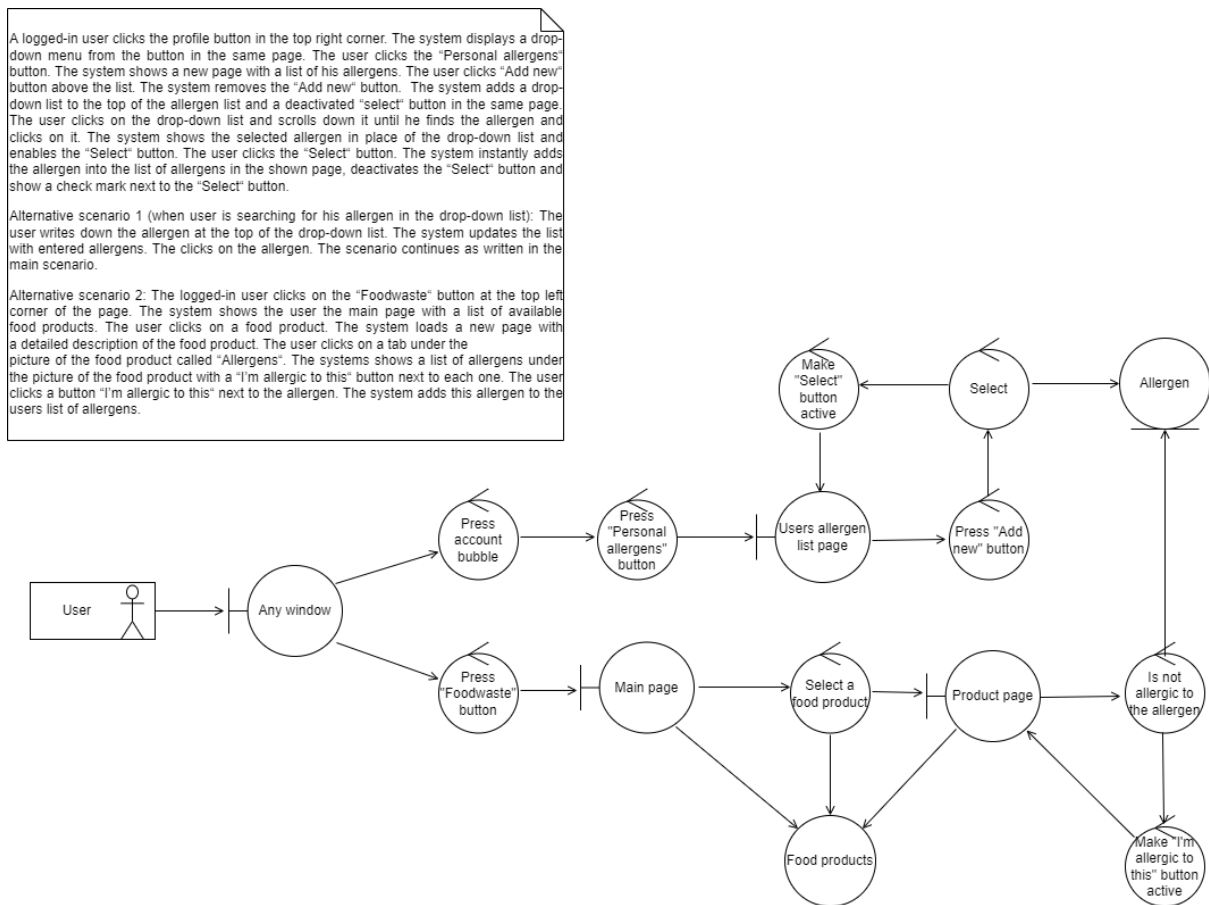 A logged-in user clicks the profile button in the top right corner. The system displays a drop-
down menu from the button in the same page. The user clicks the “Personal allergens“
button. The system shows a new page with a list of his allergens. The user clicks “Add new“
button above the list. The system removes the “Add new“ button.  The system adds a drop-
down list to the top of the allergen list and a deactivated “select“ button in the same page.
The user clicks on the drop-down list and scrolls down it until he finds the allergen and
clicks on it. The system shows the selected allergen in place of the drop-down list and
enables the “Select“ button. The user clicks the “Select“ button. The system instantly adds
the allergen into the list of allergens in the shown page, deactivates the “Select“ button and
show a check mark next to the “Select“ button.
Alternative scenario 1 (when user is searching for his allergen in the drop-down list): The
user writes down the allergen at the top of the drop-down list. The system updates the list
with entered allergens. The clicks on the allergen. The scenario continues as written in the
main scenario.
Alternative scenario 2: The logged-in user clicks on the “Foodwaste“ button at the top left
corner of the page. The system shows the user the main page with a list of available
food products. The user clicks on a food product. The system loads a new page with
a detailed description of the food product. The user clicks on a tab under the
picture of the food product called “Allergens“. The systems shows a list of allergens under
the picture of the food product with a “I’m allergic to this“ button next to each one. The user
clicks a button “I’m allergic to this“ next to the allergen. The system adds this allergen to the
users list of allergens.
Make
"Select"
button
active
Select
Allergen
Press
account
bubble
Press
"Personal
allergens"
button
Users allergen
list page
Press "Add
new" button
User
Any window
Press
"Foodwaste"
button
Main page
Select a
food product
Product page
Is not
allergic to
the allergen
Food products
Make "I'm
allergic to
this" button
active